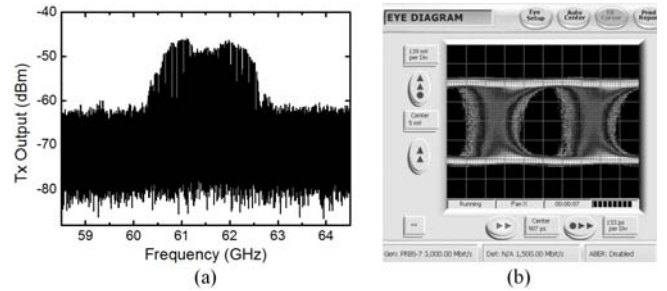 -40
-50
-60
-70
-80
59 60 61 62 63 64
Tx Output (dBm)
Frequency (GHz)
(a)
EYE DIAGRAM
Eye Setup
Auto Center
Print Report
139 mV per Div
Center 5 mV
Running
00:00:07
Center 907 ps
133 ps per Div
Gen: PRBS-7 3,000.00 Mbit/s
Det: N/A 1,500.00 Mbit/s
ABER: Disabled
(b)